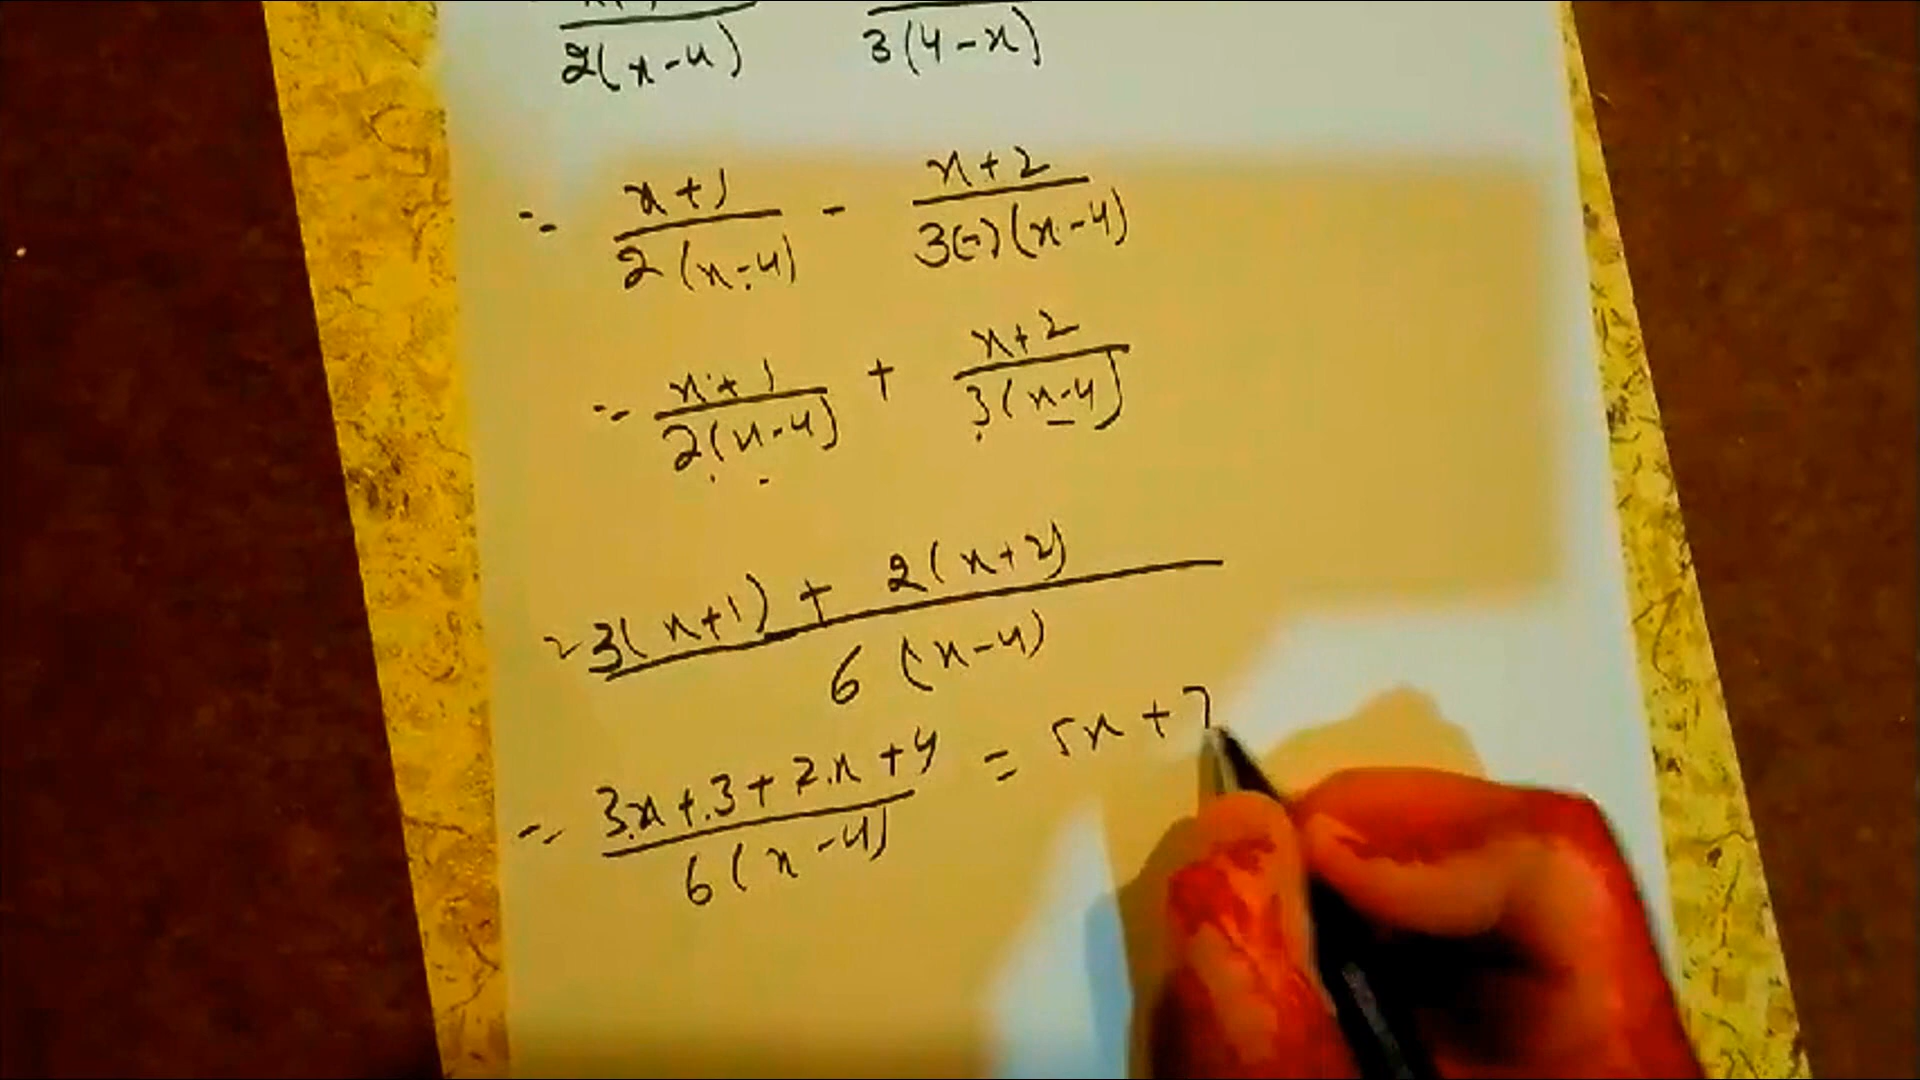 2(x-4) 3(4-x)
= x+1 - x+2
2(x-4) 3(-)(x-4)
= x+1 + x+2
2(x-4) 3(x-4)
= 3(x+1) + 2(x+2)
6(x-4)
= 3x+3+2x+4 = 5x+7
6(x-4)